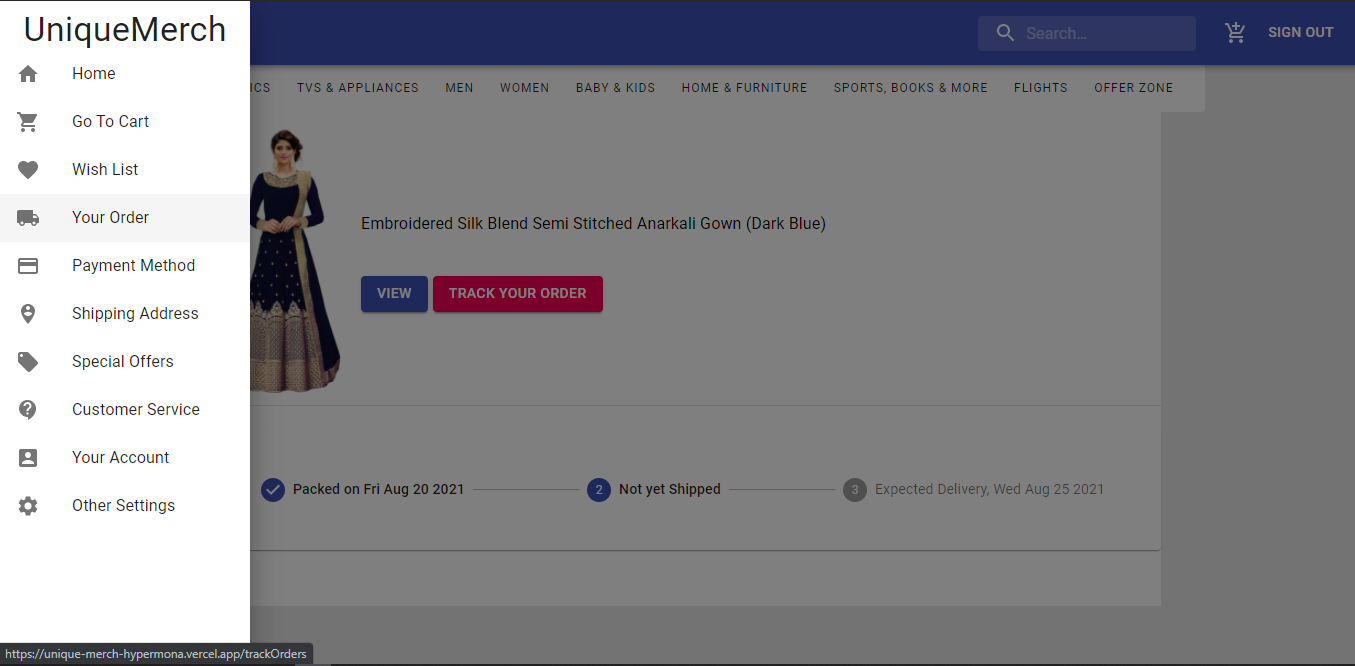 UniqueMerch
Search...
SIGN OUT
Home
Go To Cart
Wish List
Your Order
Payment Method
Shipping Address
Special Offers
Customer Service
Your Account
Other Settings
ICS TVS & APPLIANCES MEN WOMEN BABY & KIDS HOME & FURNITURE SPORTS, BOOKS & MORE FLIGHTS OFFER ZONE
Embroidered Silk Blend Semi Stitched Anarkali Gown (Dark Blue)
VIEW TRACK YOUR ORDER
Packed on Fri Aug 20 2021 2 Not yet Shipped 3 Expected Delivery, Wed Aug 25 2021
https://unique-merch-hypermona.vercel.app/trackOrders